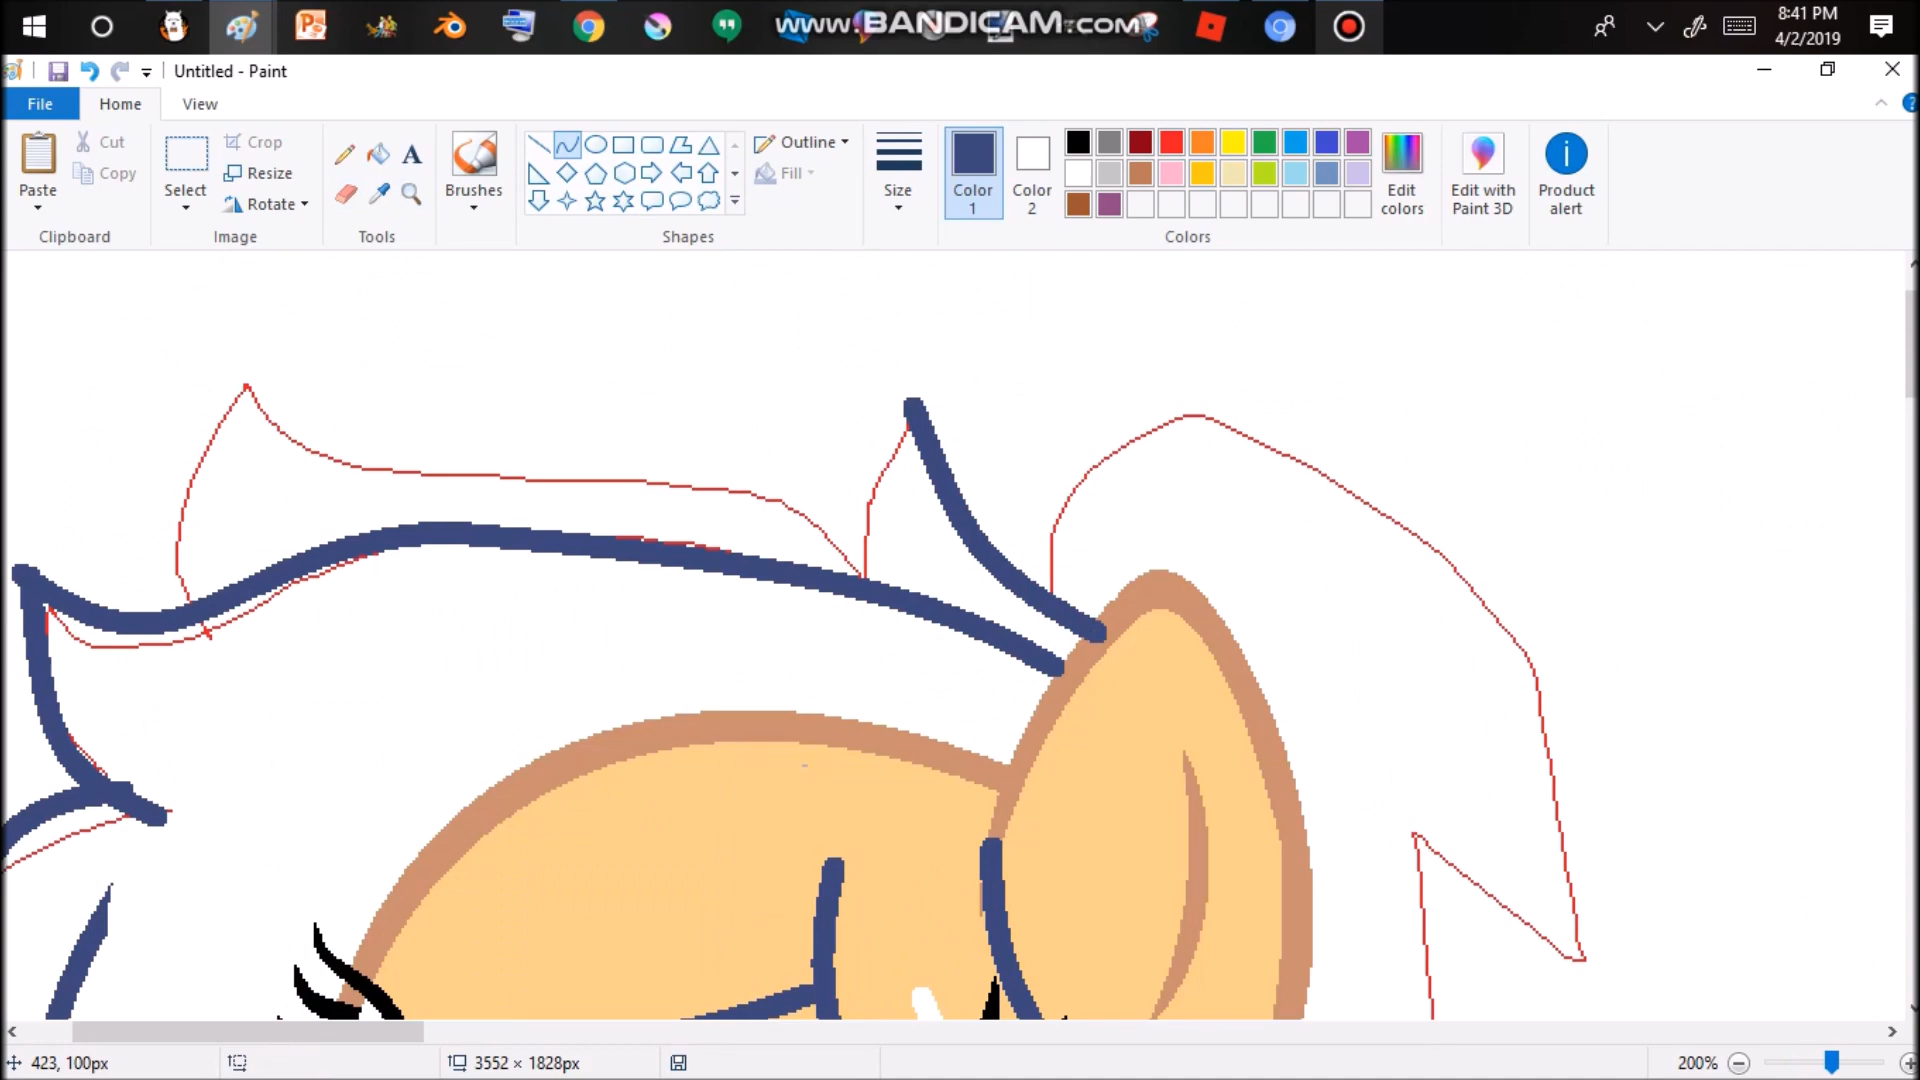 www.BANDICAM.com
8:41 PM
4/2/2019
Untitled - Paint
File Home View
Cut
Copy
Paste
Clipboard
Crop
Resize
Rotate
Select
Image
Tools
Brushes
Shapes
Outline
Fill
Size
Color
1
Color
2
Edit
colors
Colors
Edit with
Paint 3D
Product
alert
423, 100px
3552 × 1828px
200%